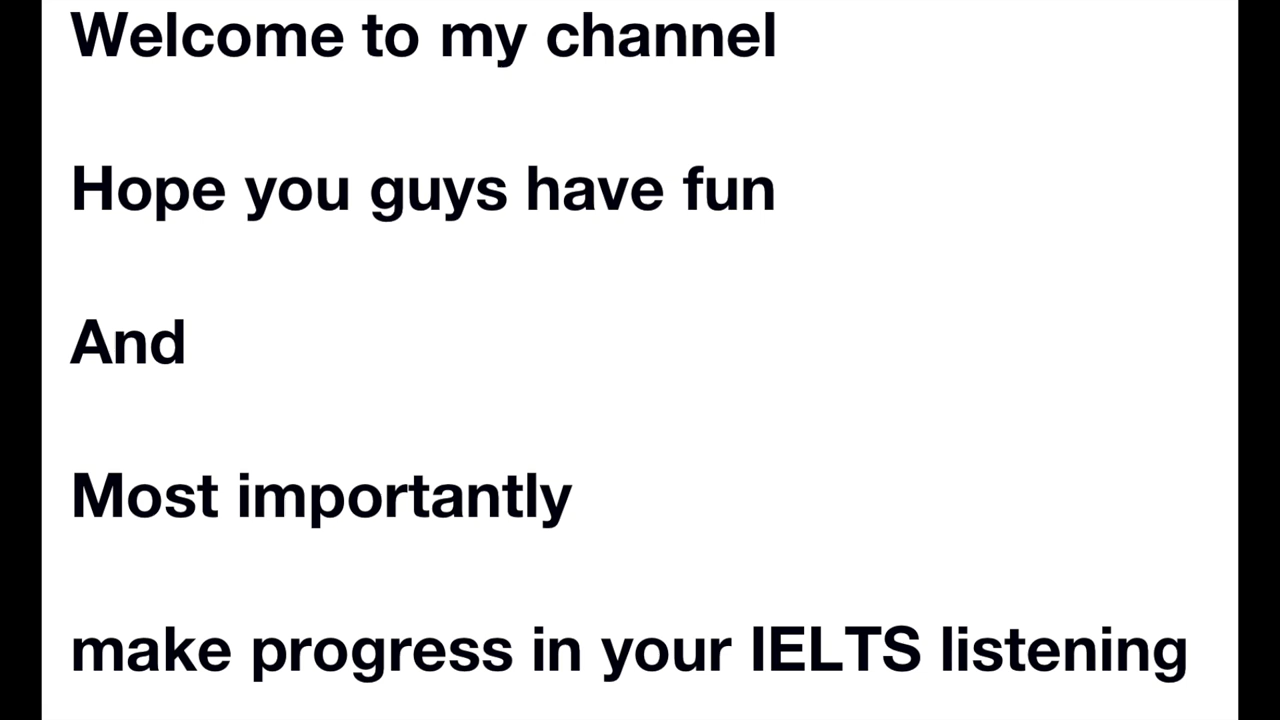 Welcome to my channel
Hope you guys have fun
And
Most importantly
make progress in your IELTS listening